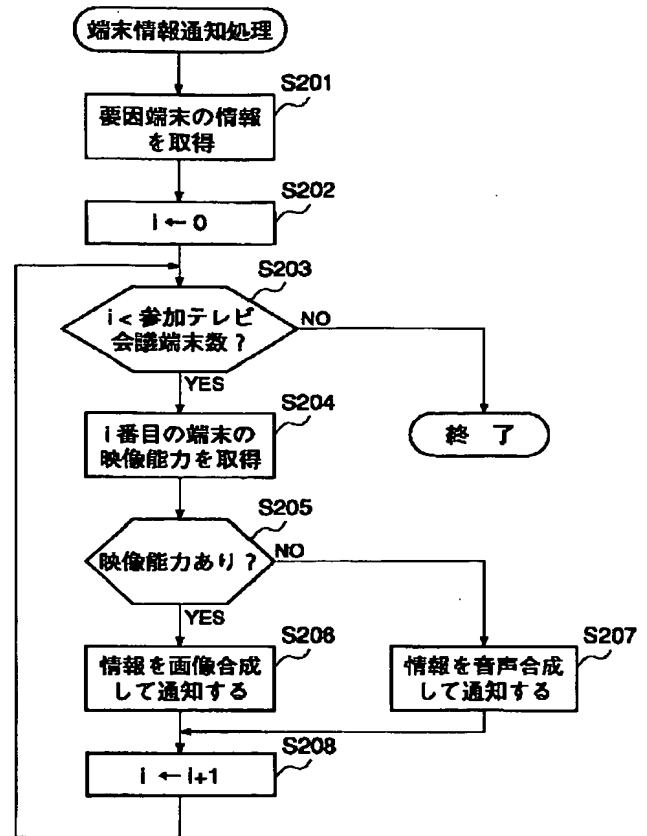 端末情報通知処理
S201
要因端末の情報
を取得
S202
i ← 0
S203
i < 参加テレビ
会議端末数？
NO
YES
S204
i 番目の端末の
映像能力を取得
終 了
S205
映像能力あり？
NO
YES
S206
情報を画像合成
して通知する
S207
情報を音声合成
して通知する
S208
i ← i+1